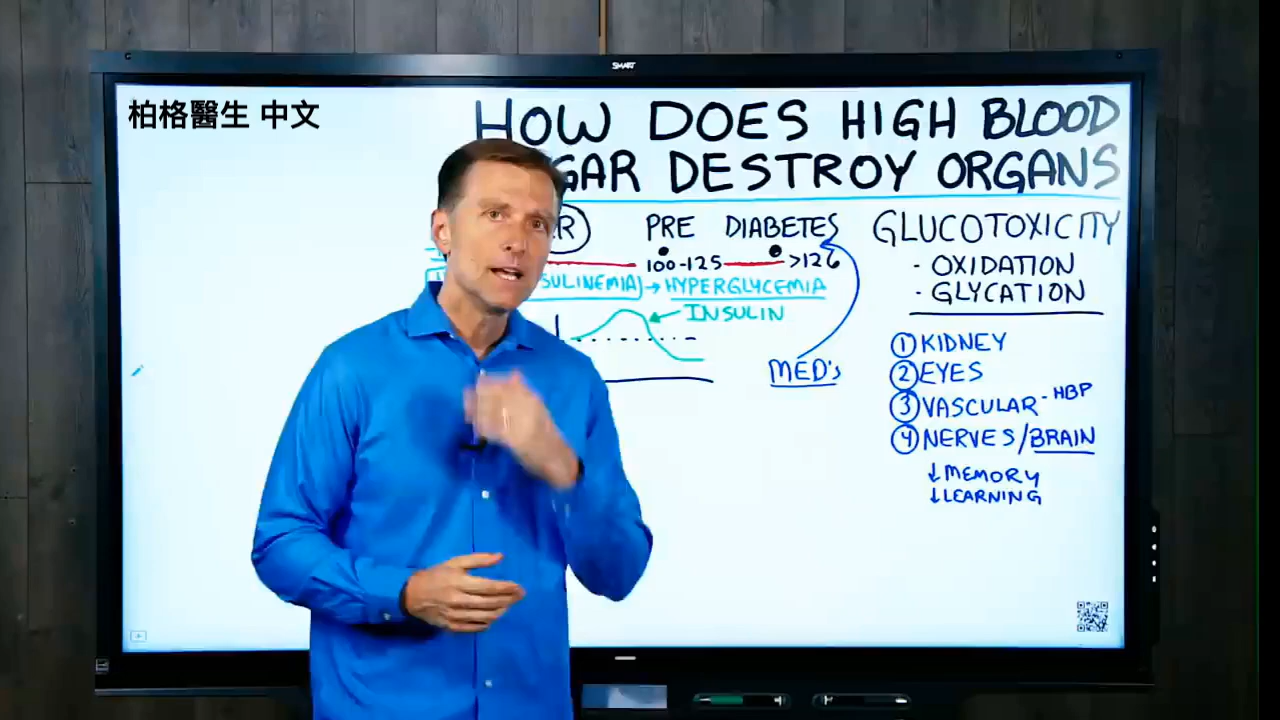 SMART
柏格醫生 中文
HOW DOES HIGH BLOOD
GAR DESTROY ORGANS
R PRE DIABETES
100-125 >126
SULINEMIA → HYPERGLYCEMIA
INSULIN
MED's
GLUCOTOXICITY
· OXIDATION
· GLYCATION
① KIDNEY
② EYES
③ VASCULAR - HBP
④ NERVES/BRAIN
↓ MEMORY
↓ LEARNING